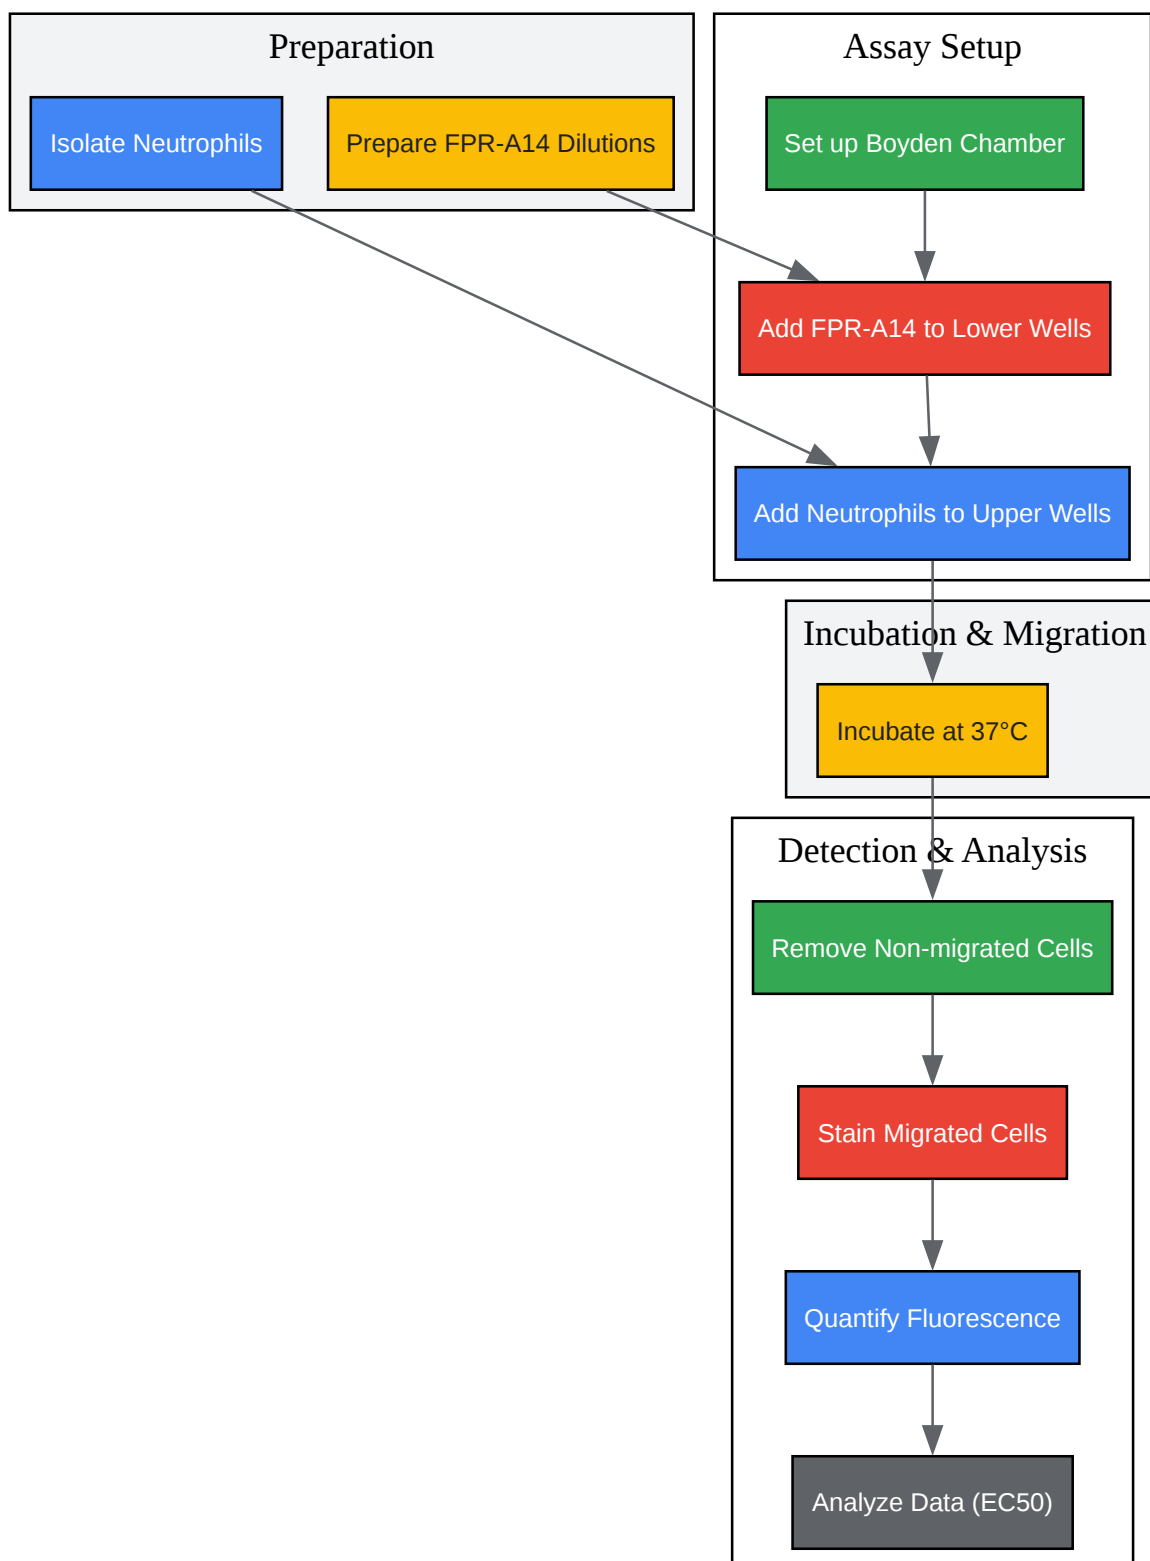 Preparation
Isolate Neutrophils
Prepare FPR-A14 Dilutions
Assay Setup
Set up Boyden Chamber
Add FPR-A14 to Lower Wells
Add Neutrophils to Upper Wells
Incubation & Migration
Incubate at 37°C
Detection & Analysis
Remove Non-migrated Cells
Stain Migrated Cells
Quantify Fluorescence
Analyze Data (EC50)